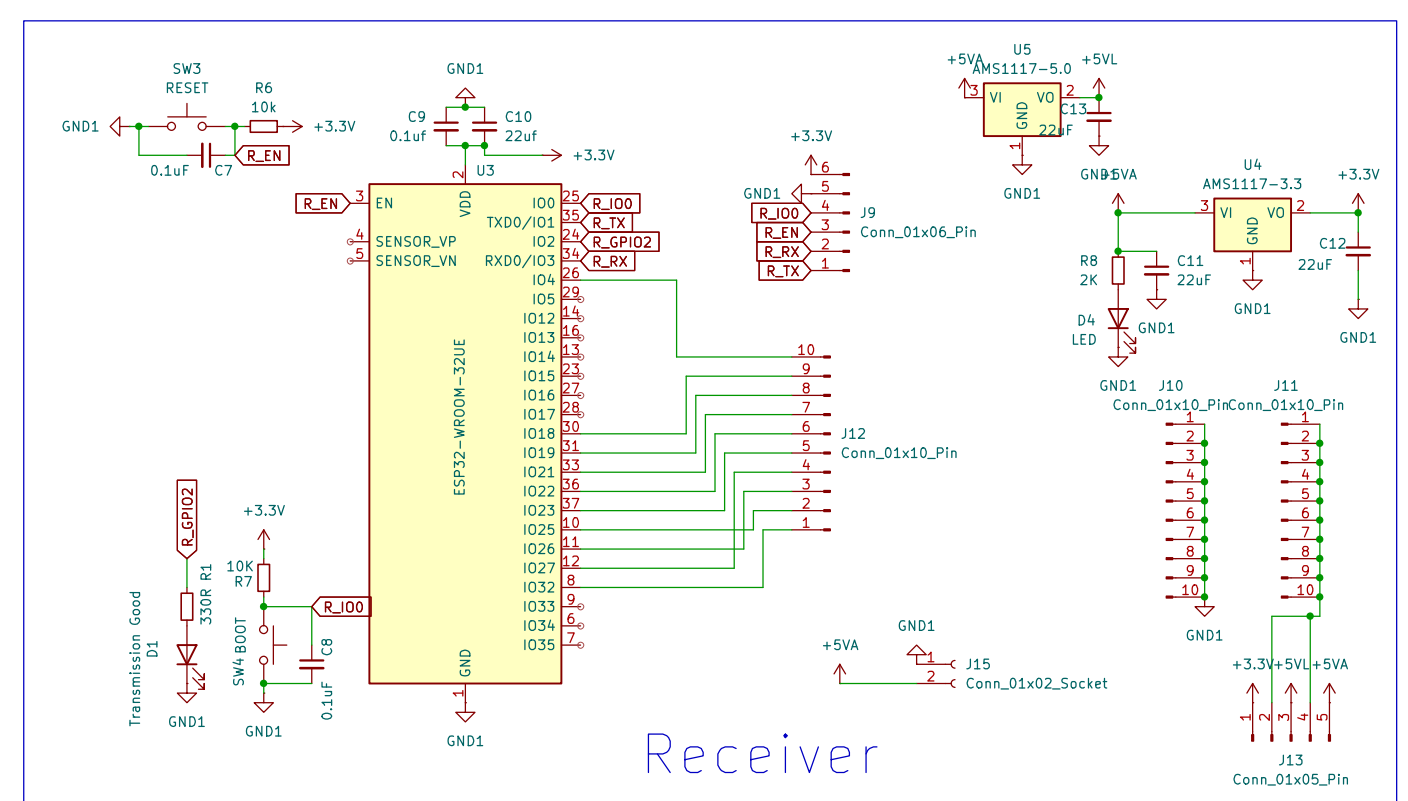 SW3
RESET
R6
10k
GND1
+3.3V
R_EN
0.1uF
C7
GND1
C9
0.1uf
C10
22uf
+3.3V
U3
2
VDD
R_EN
3
EN
4
SENSOR_VP
5
SENSOR_VN
ESP32-WROOM-32UE
IO0
25
R_IO0
TXD0/IO1
35
R_TX
IO2
24
R_GPIO2
RXD0/IO3
34
R_RX
IO4
26
IO5
29
IO12
14
IO13
16
IO14
13
IO15
23
IO16
27
IO17
28
IO18
30
IO19
31
IO21
33
IO22
36
IO23
37
IO25
10
IO26
11
IO27
12
IO32
8
IO33
9
IO34
6
IO35
7
GND
1
GND1
+3.3V
6
GND1
5
R_IO0
4
R_EN
3
R_RX
2
R_TX
1
J9
Conn_01x06_Pin
10
9
8
7
6
5
4
3
2
1
J12
Conn_01x10_Pin
U5
AMS1117-5.0
+5VA
+5VL
3
VI
VO
2
GND
1
GND1
C13
22uF
GND1
U4
AMS1117-3.3
+5VA
+3.3V
3
VI
VO
2
GND
1
GND1
C12
22uF
GND1
R8
2K
C11
22uF
GND1
D4
LED
GND1
J10
Conn_01x10_Pin
1
2
3
4
5
6
7
8
9
10
GND1
J11
Conn_01x10_Pin
1
2
3
4
5
6
7
8
9
10
+3.3V
+5VL
+5VA
1
2
3
4
5
J13
Conn_01x05_Pin
GND1
+5VA
1
2
J15
Conn_01x02_Socket
R_GPIO2
330R R1
Transmission Good
D1
GND1
+3.3V
10K
R7
R_IO0
SW4
BOOT
C8
0.1uF
GND1
Receiver